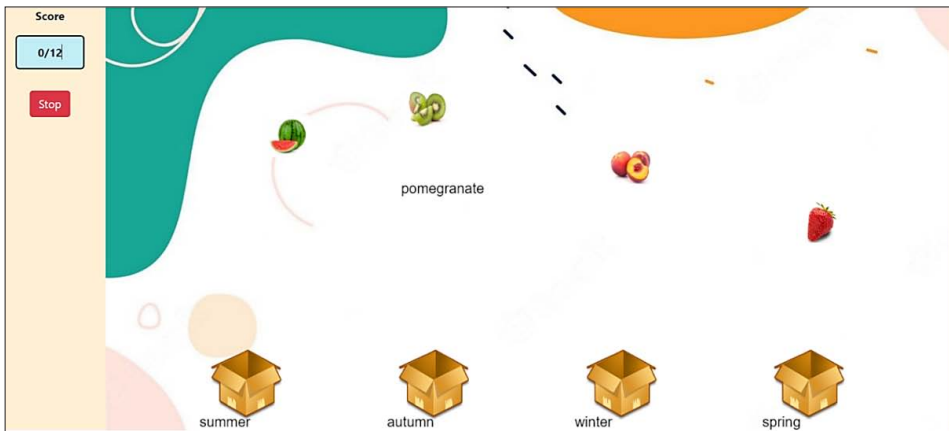 Score
0/12
Stop
pomegranate
summer
autumn
winter
spring